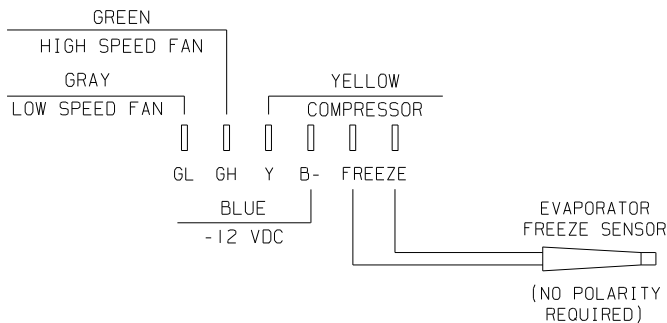 GREEN
HIGH SPEED FAN
GRAY
LOW SPEED FAN
YELLOW
COMPRESSOR
GL GH Y B- FREEZE
BLUE
-12 VDC
EVAPORATOR
FREEZE SENSOR
(NO POLARITY
REQUIRED)